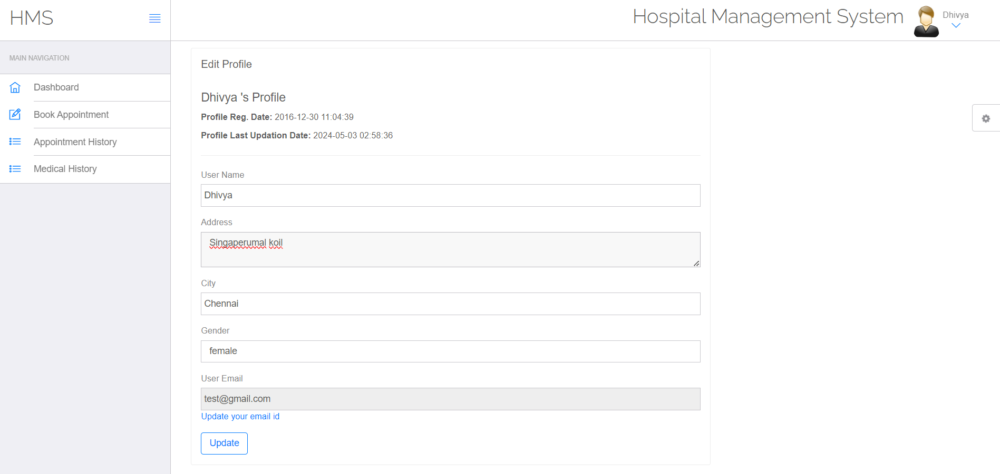 HMS
Hospital Management System
Dhivya
MAIN NAVIGATION
Dashboard
Book Appointment
Appointment History
Medical History
Edit Profile
Dhivya 's Profile
Profile Reg. Date: 2016-12-30 11:04:39
Profile Last Updation Date: 2024-05-03 02:58:36
User Name
Dhivya
Address
Singaperumal koil
City
Chennai
Gender
female
User Email
test@gmail.com
Update your email id
Update